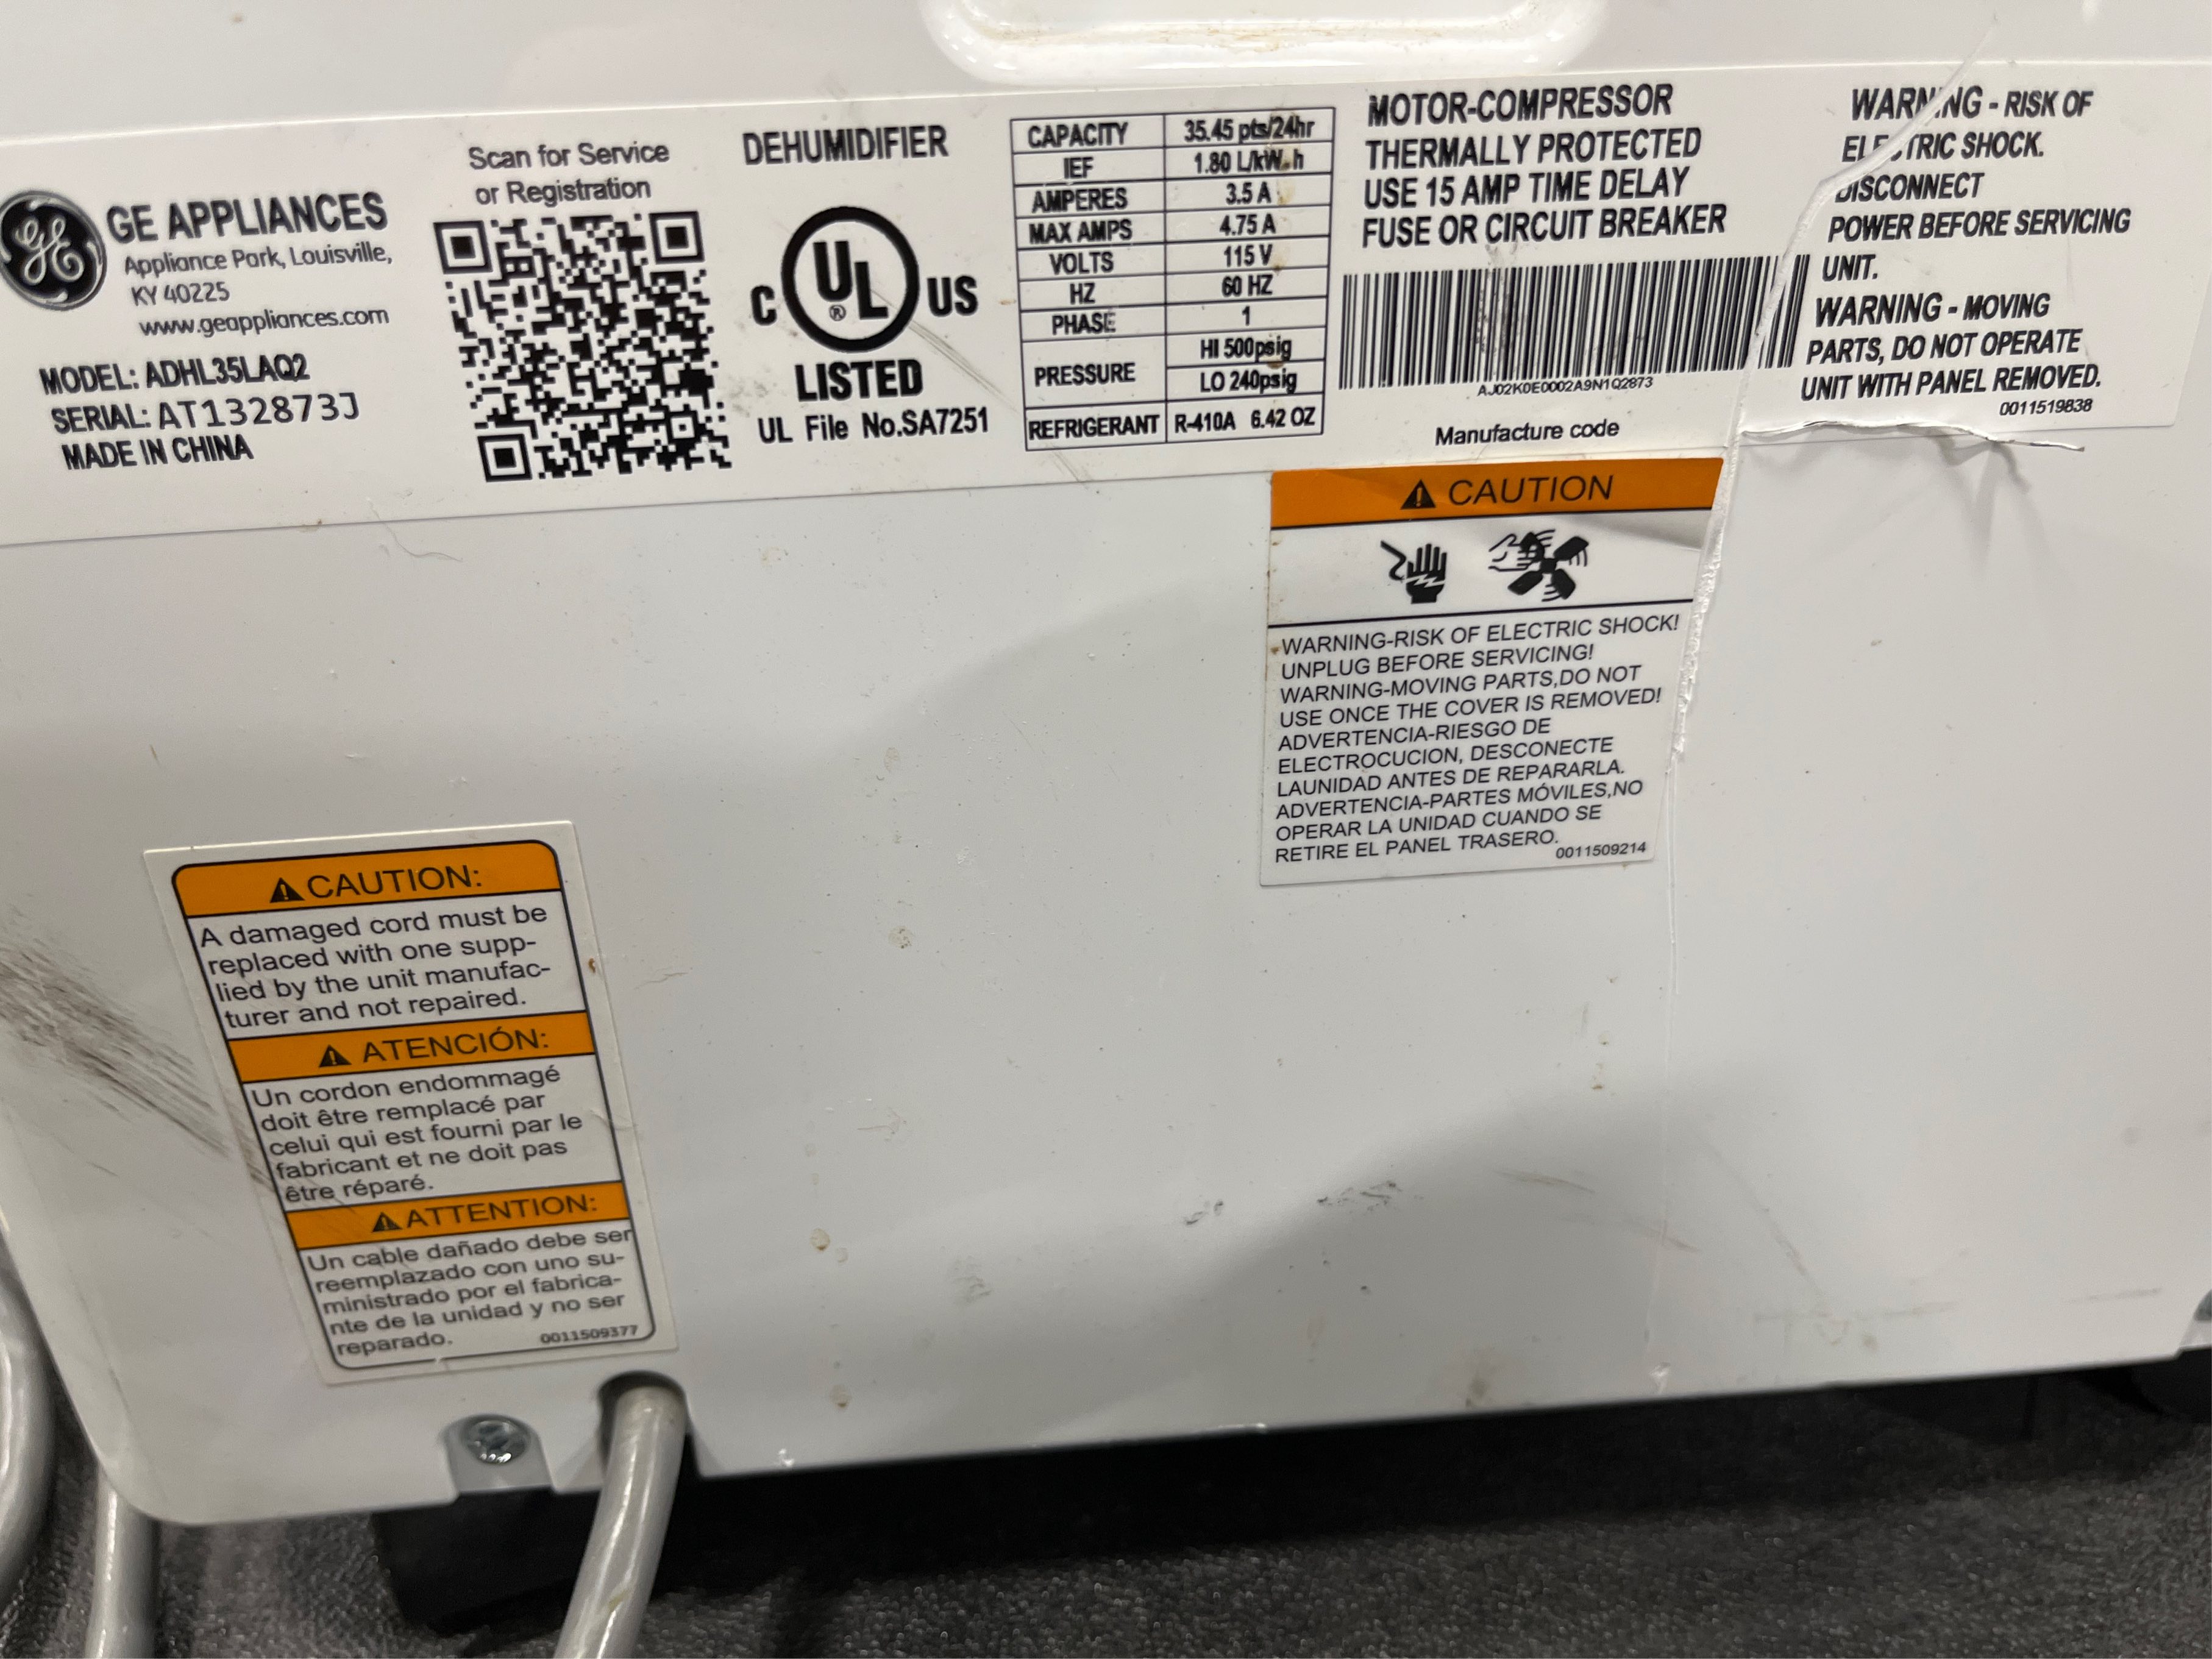 GE APPLIANCES
Appliance Park, Louisville,
KY 40225
www.geappliances.com
MODEL: ADHL35LAQ2
SERIAL: AT132873J
MADE IN CHINA
Scan for Service
or Registration
DEHUMIDIFIER
C UL US
®
LISTED
UL File No.SA7251
CAPACITY 35.45 pts/24hr
IEF 1.80 L/kW.h
AMPERES 3.5 A
MAX AMPS 4.75 A
VOLTS 115 V
HZ 60 HZ
PHASE 1
PRESSURE HI 500psig
LO 240psig
REFRIGERANT R-410A 6.42 OZ
MOTOR-COMPRESSOR
THERMALLY PROTECTED
USE 15 AMP TIME DELAY
FUSE OR CIRCUIT BREAKER
AJ02K0E0002A9N1Q2873
Manufacture code
WARNING - RISK OF
ELECTRIC SHOCK.
DISCONNECT
POWER BEFORE SERVICING
UNIT.
WARNING - MOVING
PARTS, DO NOT OPERATE
UNIT WITH PANEL REMOVED.
0011519838
CAUTION
WARNING-RISK OF ELECTRIC SHOCK!
UNPLUG BEFORE SERVICING!
WARNING-MOVING PARTS,DO NOT
USE ONCE THE COVER IS REMOVED!
ADVERTENCIA-RIESGO DE
ELECTROCUCION, DESCONECTE
LAUNIDAD ANTES DE REPARARLA.
ADVERTENCIA-PARTES MÓVILES,NO
OPERAR LA UNIDAD CUANDO SE
RETIRE EL PANEL TRASERO.
0011509214
CAUTION:
A damaged cord must be
replaced with one supp-
lied by the unit manufac-
turer and not repaired.
ATENCIÓN:
Un cordon endommagé
doit être remplacé par
celui qui est fourni par le
fabricant et ne doit pas
être réparé.
ATTENTION:
Un cable dañado debe ser
reemplazado con uno su-
ministrado por el fabrica-
nte de la unidad y no ser
reparado.
0011509377